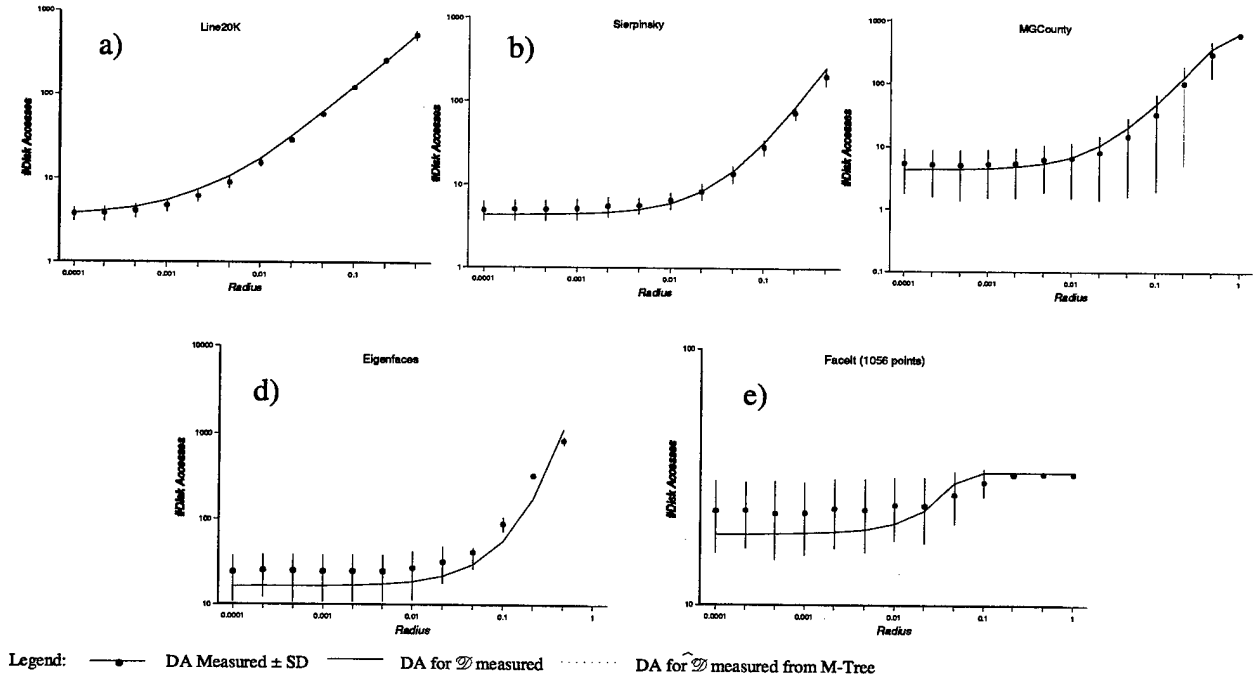 Line20K
a)
#Disk Accesses
1000
100
10
1
0.0001
0.001
0.01
0.1
Radius
Sierpinsky
b)
#Disk Accesses
1000
100
10
1
0.0001
0.001
0.01
0.1
Radius
MGCounty
#Disk Accesses
1000
100
10
1
0.1
0.0001
0.001
0.01
0.1
1
Radius
Eigenfaces
d)
#Disk Accesses
10000
1000
100
10
0.0001
0.001
0.01
0.1
1
Radius
FaceIt (1056 points)
e)
#Disk Accesses
100
10
0.0001
0.001
0.01
0.1
1
Radius
Legend: DA Measured ± SD DA for 𝒟 measured DA for 𝒟̂ measured from M-Tree